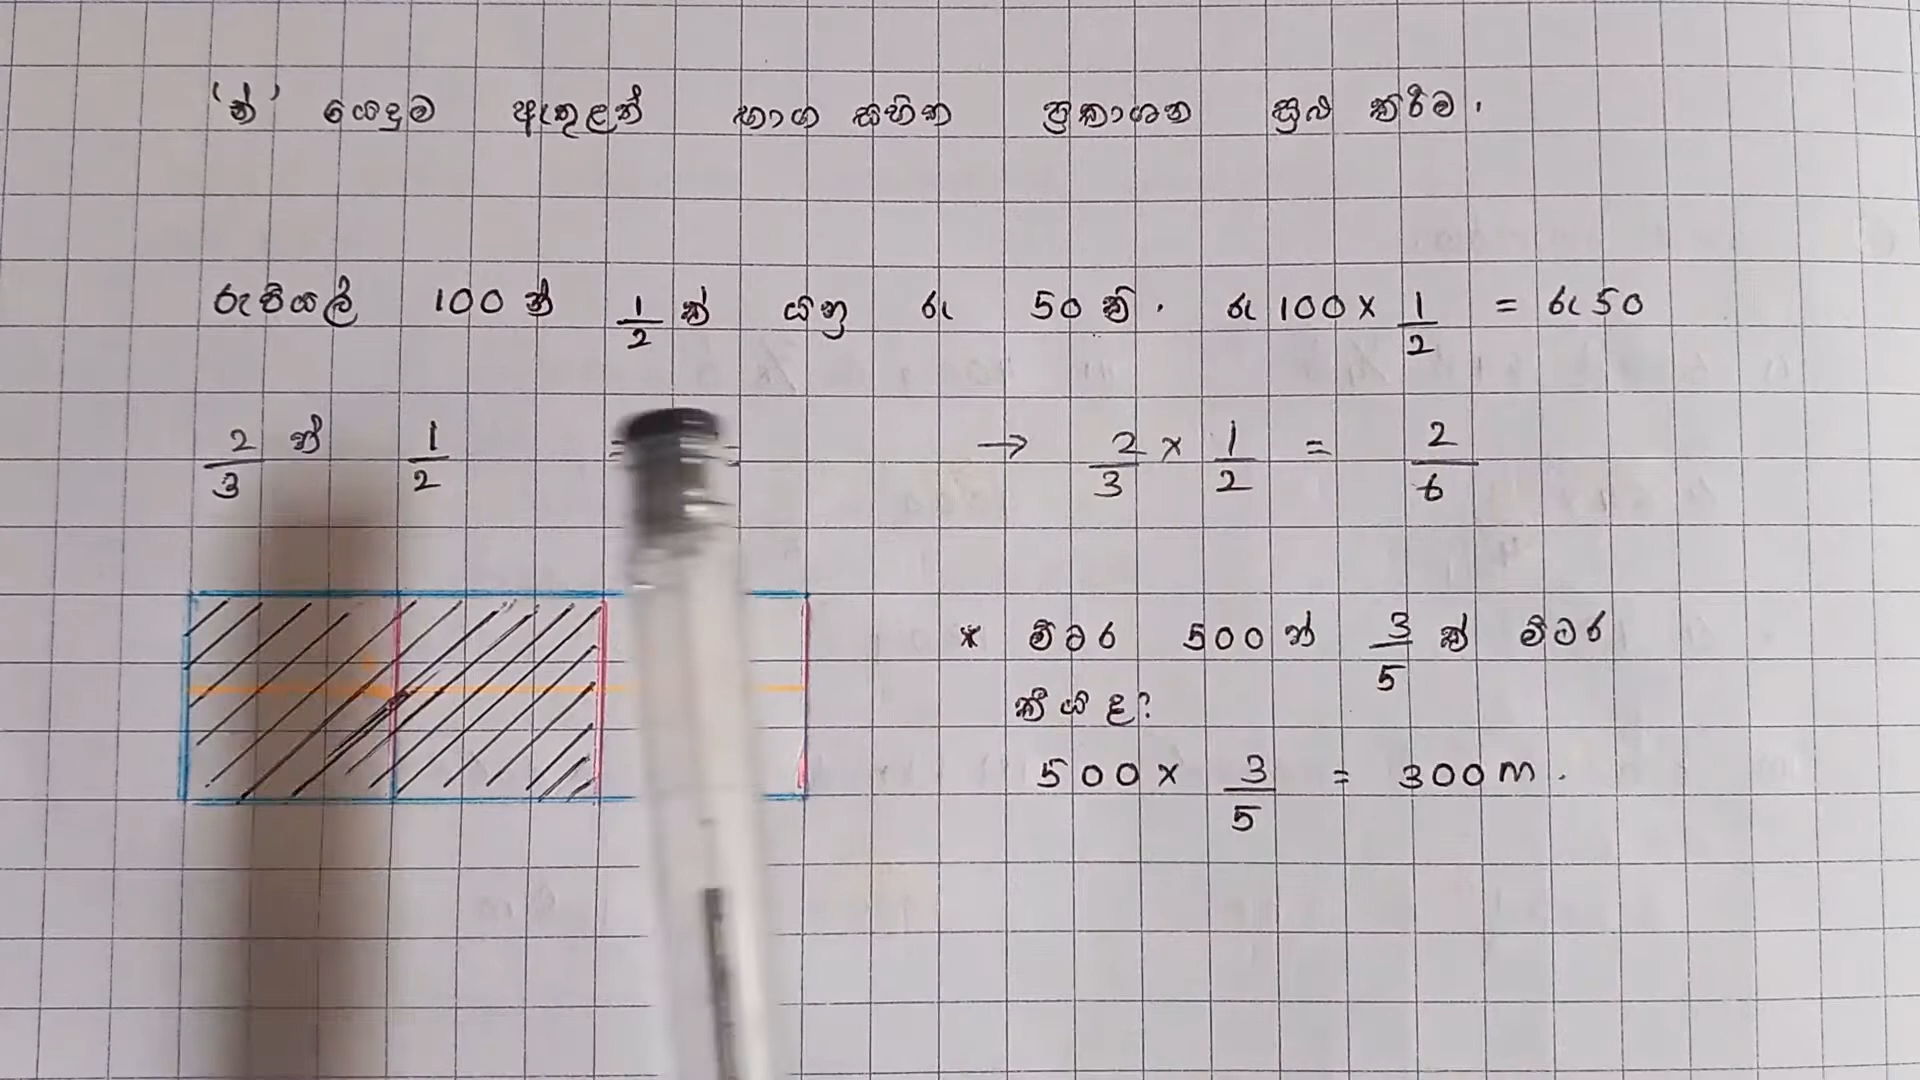 'න්' යෙදුම ඇතුළත් භාග සහිත ප්‍රකාශන සුළු කිරීම.
රුපියල් 100 න් 1/2 ක් යනු රු 50 කි. රු 100 × 1/2 = රු 50
2/3 න් 1/2 = → 2/3 × 1/2 = 2/6
* මීටර 500 න් 3/5 ක් මීටර
කීය ද?
500 × 3/5 = 300 m.